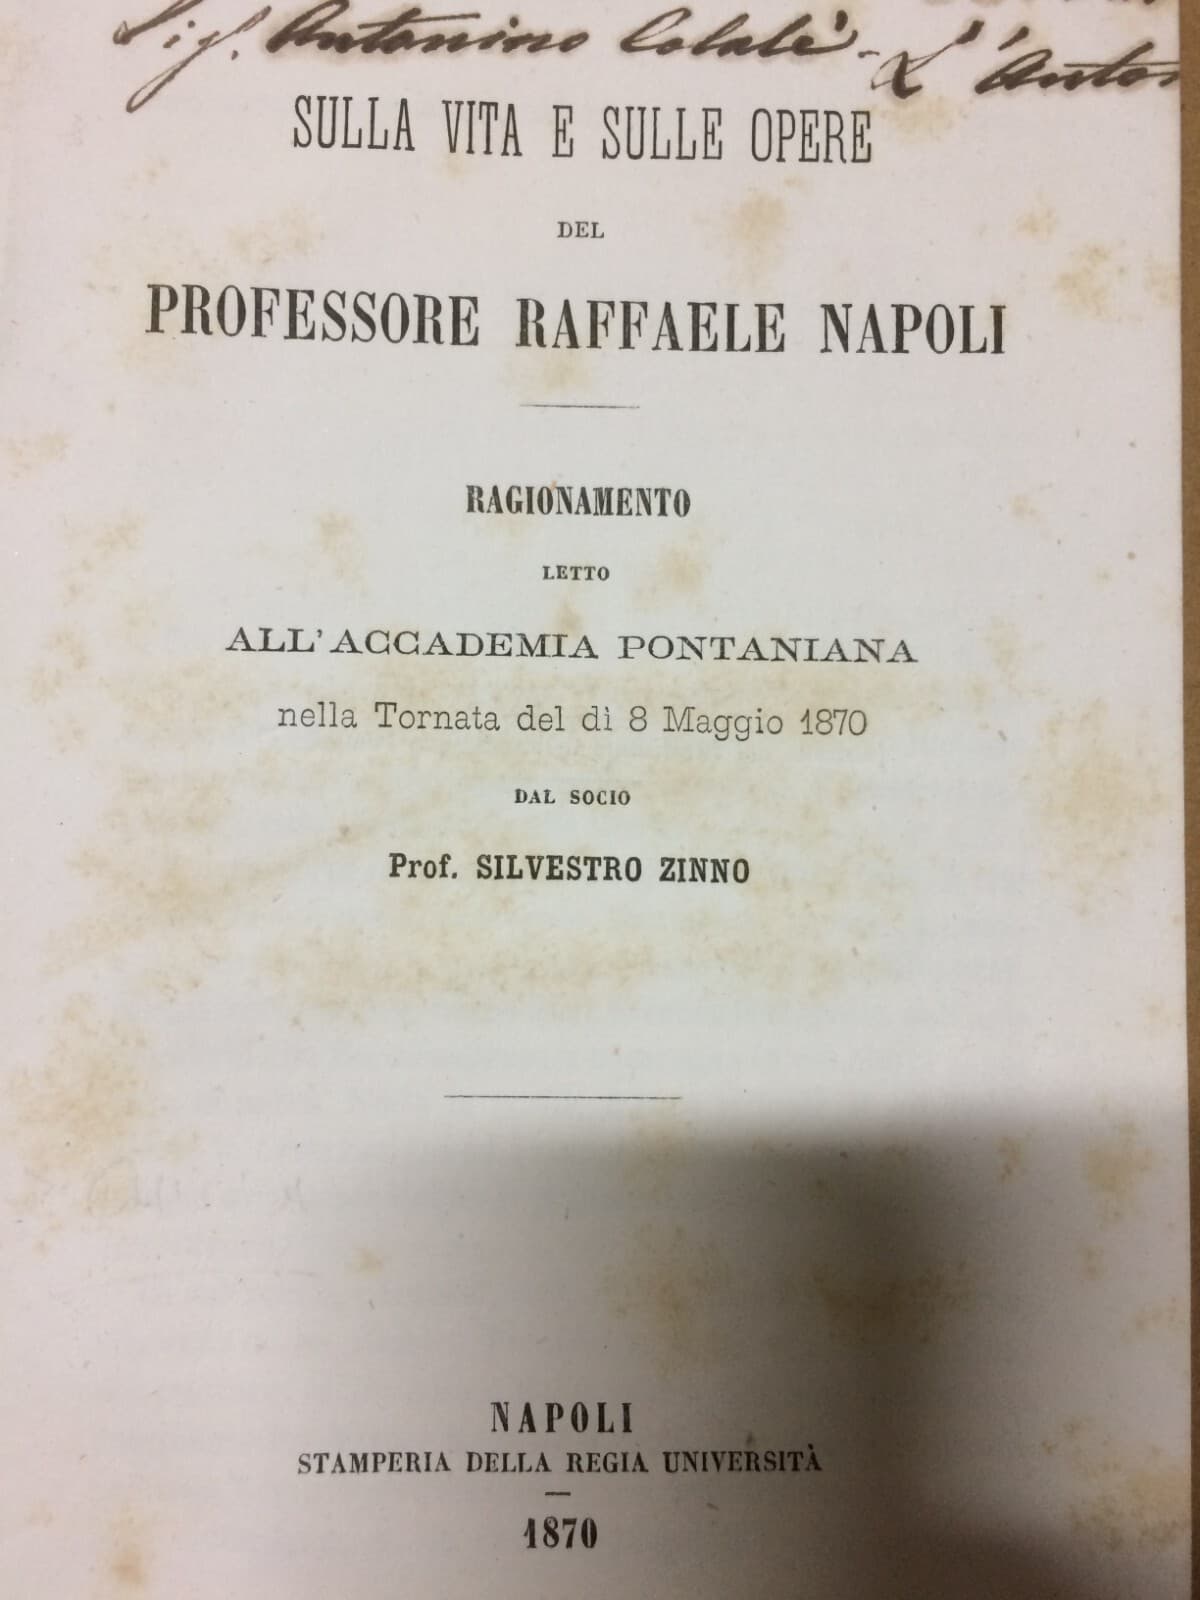 Sig. Antonino Colalè - L'Autor
SULLA VITA E SULLE OPERE
DEL
PROFESSORE RAFFAELE NAPOLI
RAGIONAMENTO
LETTO
ALL'ACCADEMIA PONTANIANA
nella Tornata del dì 8 Maggio 1870
DAL SOCIO
Prof. SILVESTRO ZINNO
NAPOLI
STAMPERIA DELLA REGIA UNIVERSITÀ
1870